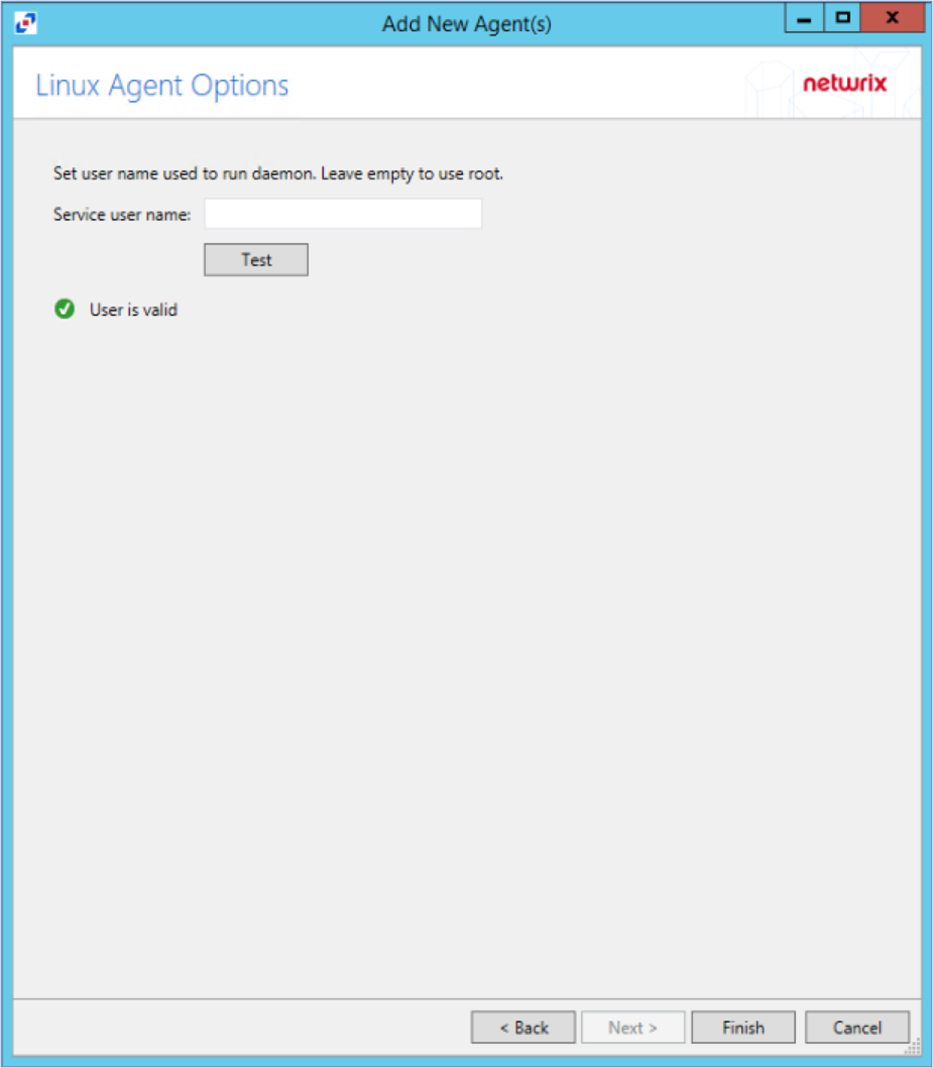 Add New Agent(s)
Linux Agent Options
netwrix
Set user name used to run daemon. Leave empty to use root.
Service user name:
Test
User is valid
< Back
Next >
Finish
Cancel